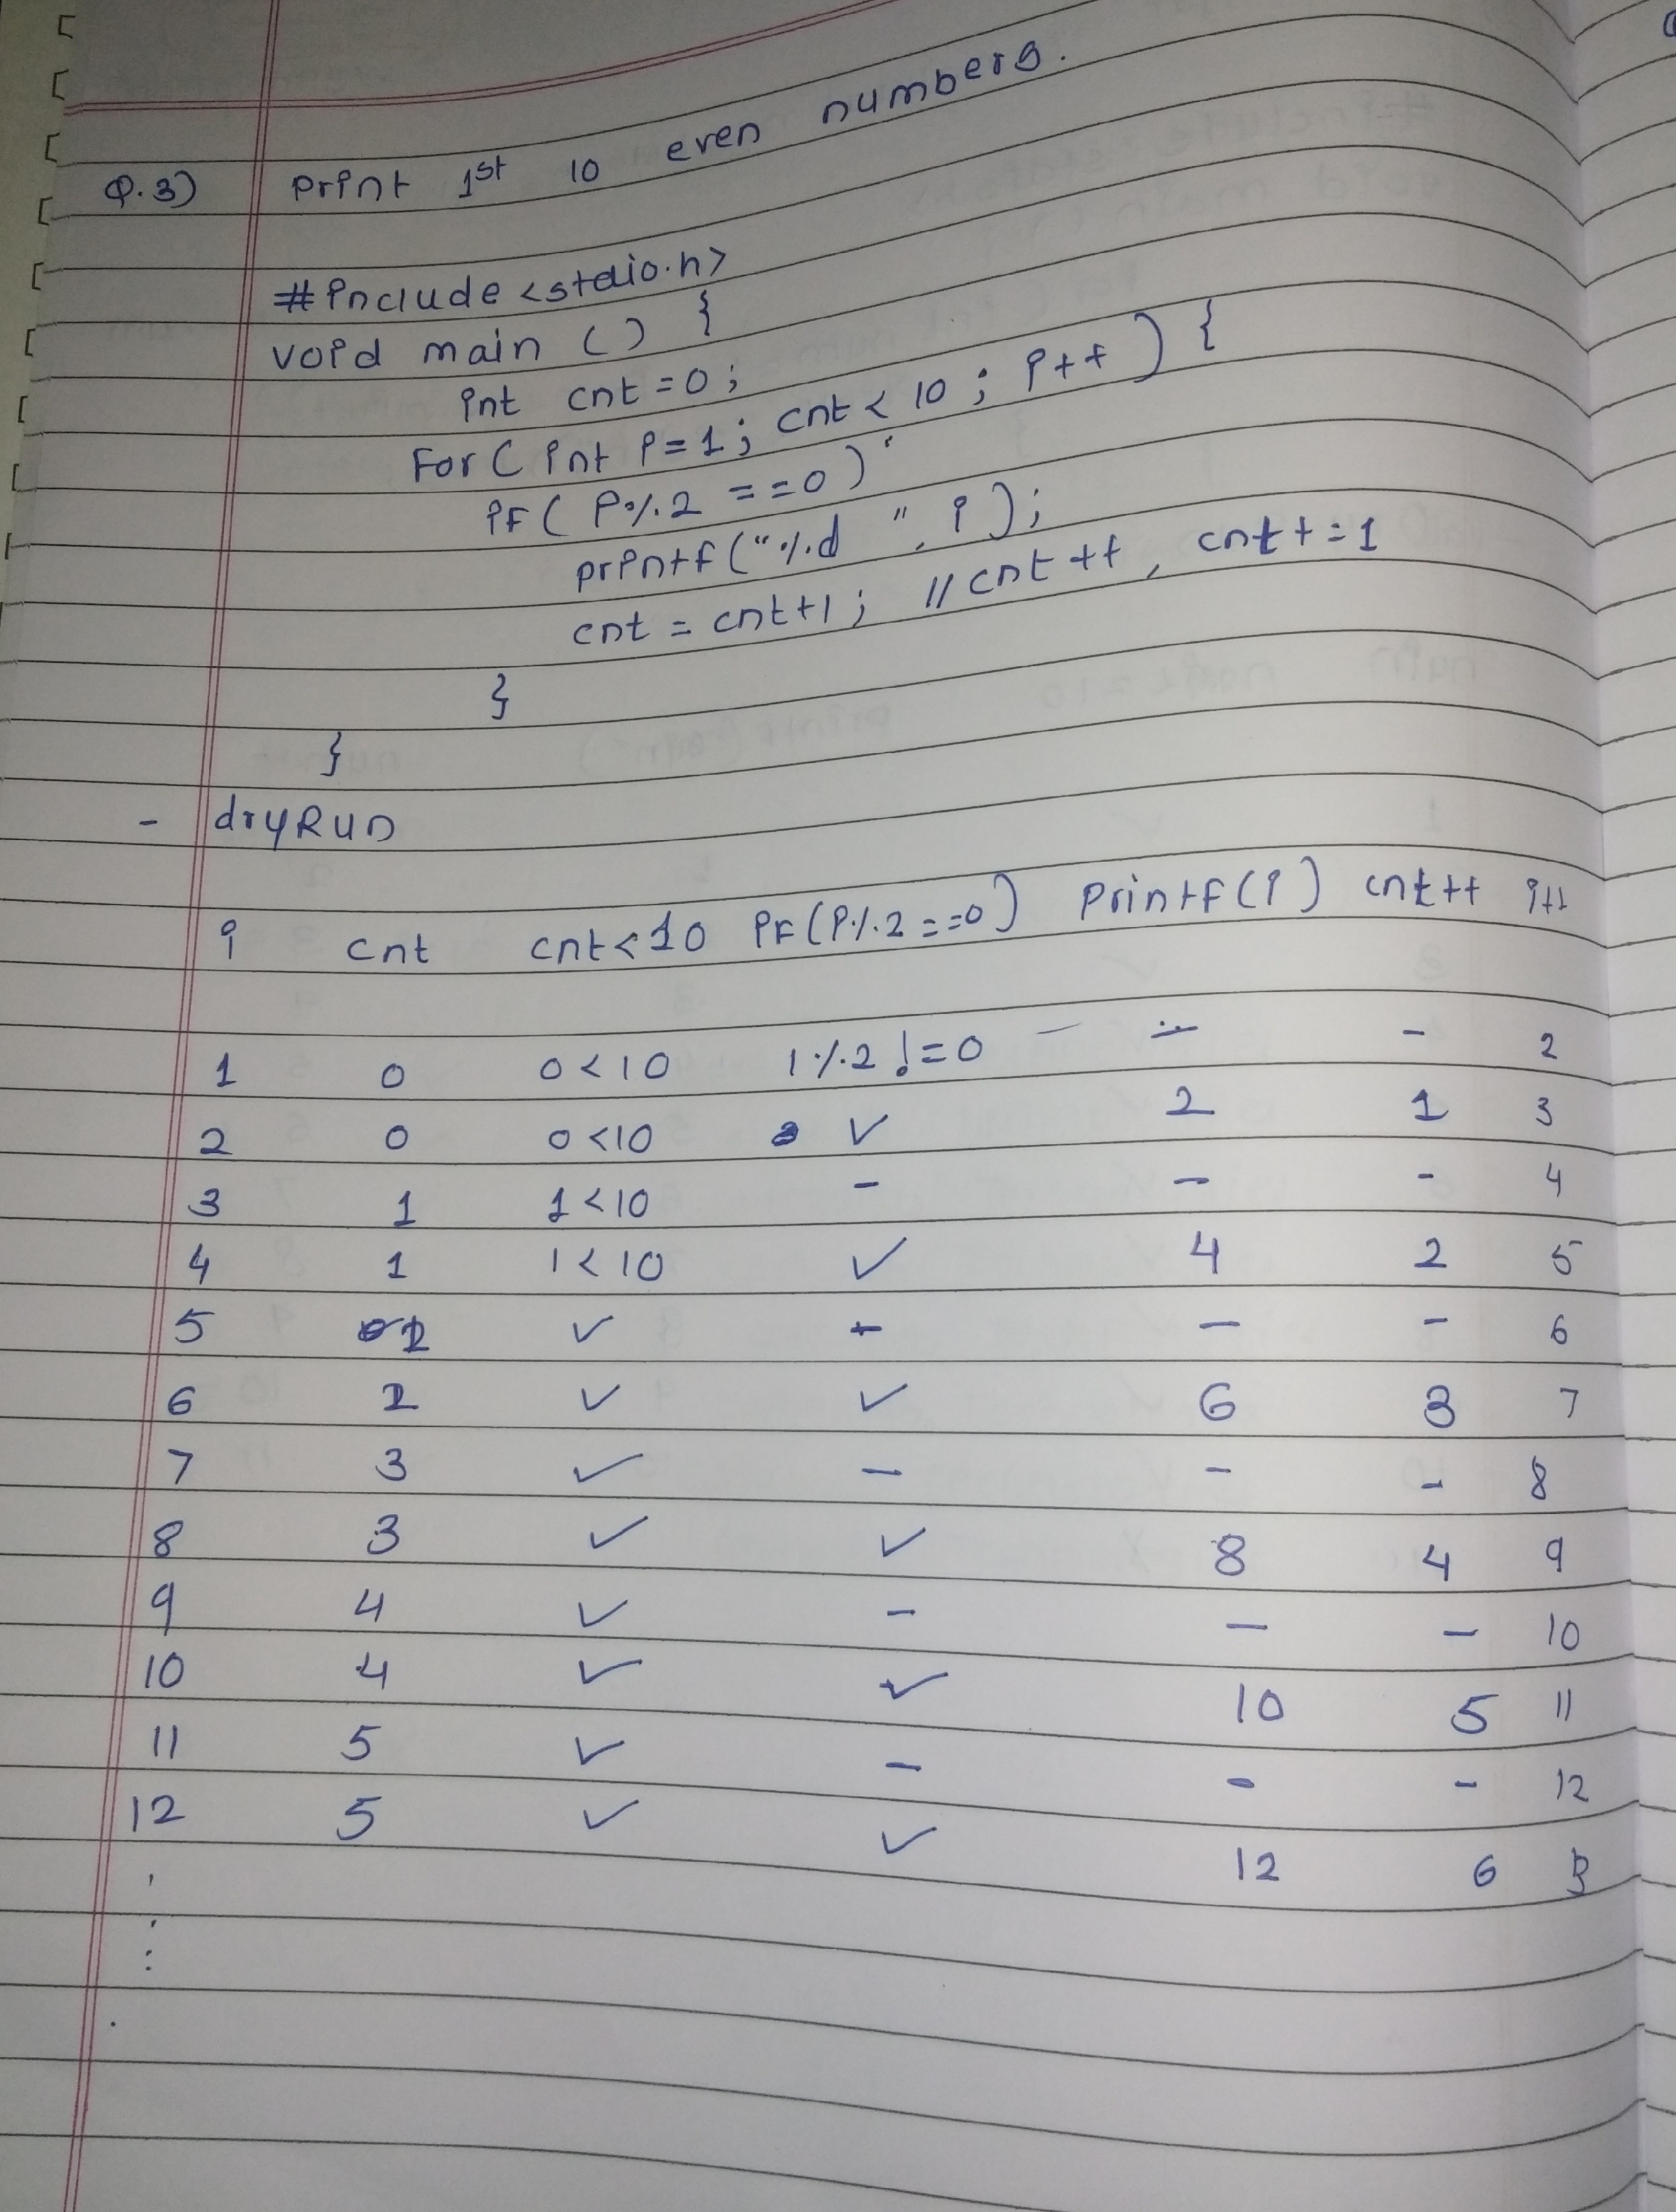 Q.3) Print 1st 10 even numbers.
#include <stdio.h>
void main () {
int cnt = 0 ;
For ( int i = 1 ; cnt < 10 ; i++ ) {
if ( i % 2 == 0 )
printf ("%d ", i ) ;
cnt = cnt+1 ; // cnt ++ , cnt + = 1
}
}
- dryRun
i cnt cnt<10 if (i%2==0) Printf (i) cnt++ i++
1 0 0<10 1%2!=0 — - - 2
2 0 0<10 ✓ 2 1 3
3 1 1<10 - - - 4
4 1 1<10 ✓ 4 2 5
5 2 ✓ - - - 6
6 2 ✓ ✓ 6 3 7
7 3 ✓ - - - 8
8 3 ✓ ✓ 8 4 9
9 4 ✓ - - - 10
10 4 ✓ ✓ 10 5 11
11 5 ✓ - - - 12
12 5 ✓ ✓ 12 6